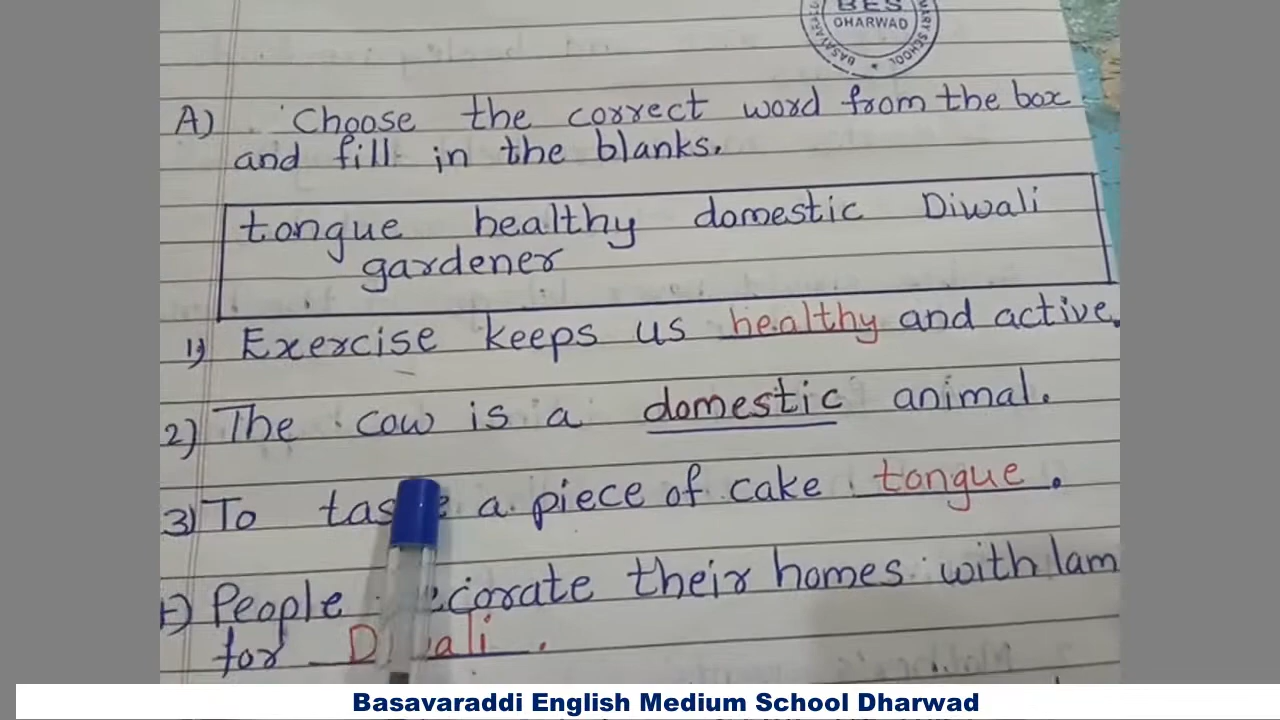 BES
DHARWAD
A) Choose the correct word from the box
and fill in the blanks.
tongue healthy domestic Diwali
gardener
1) Exercise keeps us healthy and active.
2) The cow is a domestic animal.
3) To a piece of cake tongue.
People their homes with lam
for
Basavaraddi English Medium School Dharwad